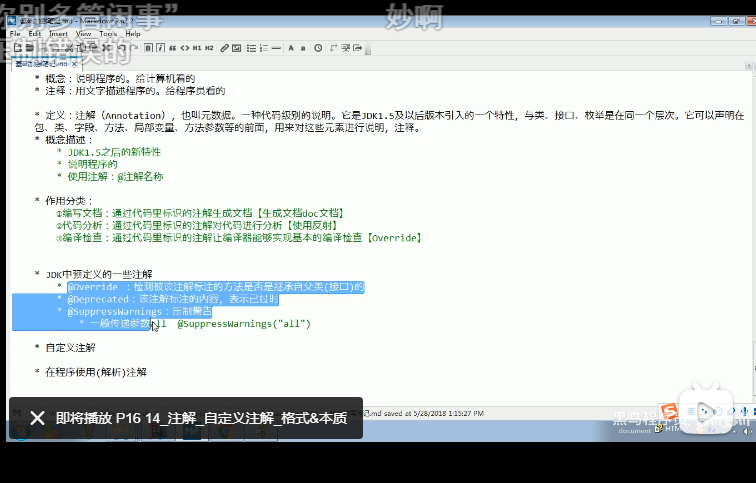 你别多管闲事”
妙啊
正制错误的
File Edit Insert View Tools Help
B I H1 H2 A a
* 概念：说明程序的。给计算机看的
* 注释：用文字描述程序的。给程序员看的
* 定义：注解（Annotation），也叫元数据。一种代码级别的说明。它是JDK1.5及以后版本引入的一个特性，与类、接口、枚举是在同一个层次。它可以声明在
包、类、字段、方法、局部变量、方法参数等的前面，用来对这些元素进行说明，注释。
* 概念描述：
* JDK1.5之后的新特性
* 说明程序的
* 使用注解：@注解名称
* 作用分类：
①编写文档：通过代码里标识的注解生成文档【生成文档doc文档】
②代码分析：通过代码里标识的注解对代码进行分析【使用反射】
③编译检查：通过代码里标识的注解让编译器能够实现基本的编译检查【Override】
* JDK中预定义的一些注解
* @Override ：检测被该注解标注的方法是否是继承自父类(接口)的
* @Deprecated：该注解标注的内容，表示已过时
* @SuppressWarnings：压制警告
* 一般传递参数all @SuppressWarnings("all")
* 自定义注解
* 在程序使用(解析)注解
.md saved at 5/28/2018 1:15:27 PM
即将播放 P16 14_注解_自定义注解_格式&本质
英
黑马程序员
document